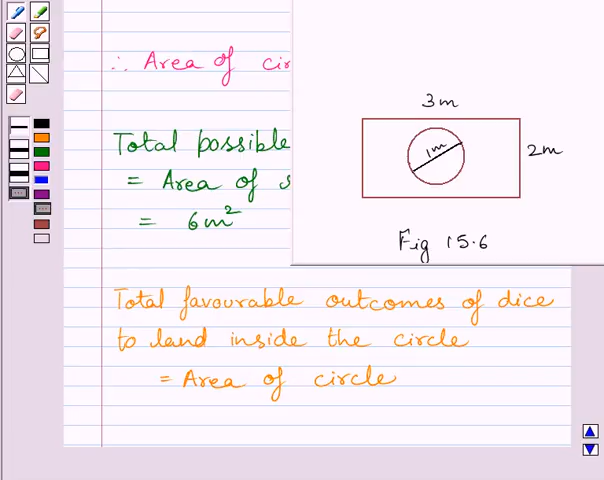 ∴ Area of cir
3m
1m
2m
Fig 15.6
Total possible
= Area of
= 6m²
Total favourable outcomes of dice
to land inside the circle
= Area of circle